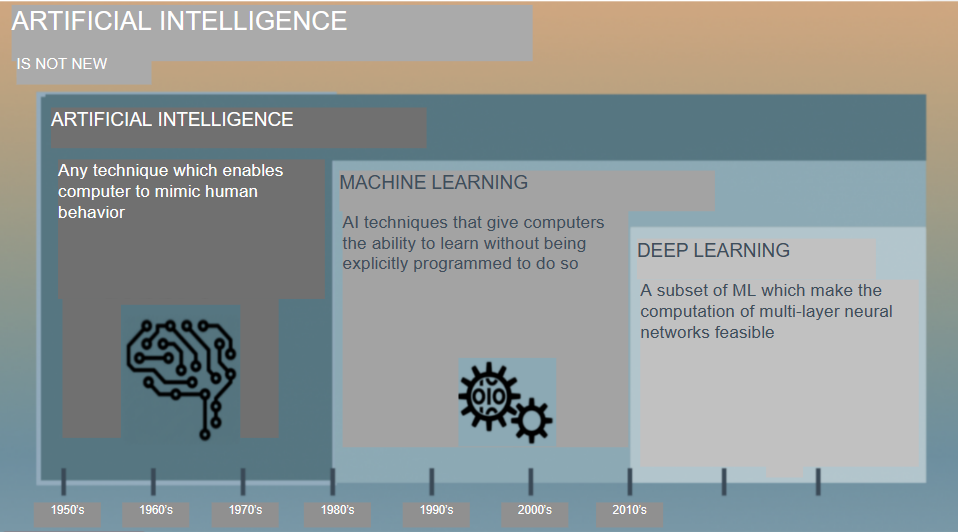 ARTIFICIAL INTELLIGENCE
IS NOT NEW
ARTIFICIAL INTELLIGENCE
Any technique which enables
computer to mimic human
behavior
MACHINE LEARNING
AI techniques that give computers
the ability to learn without being
explicitly programmed to do so
DEEP LEARNING
A subset of ML which make the
computation of multi-layer neural
networks feasible
1950's 1960's 1970's 1980's 1990's 2000's 2010's